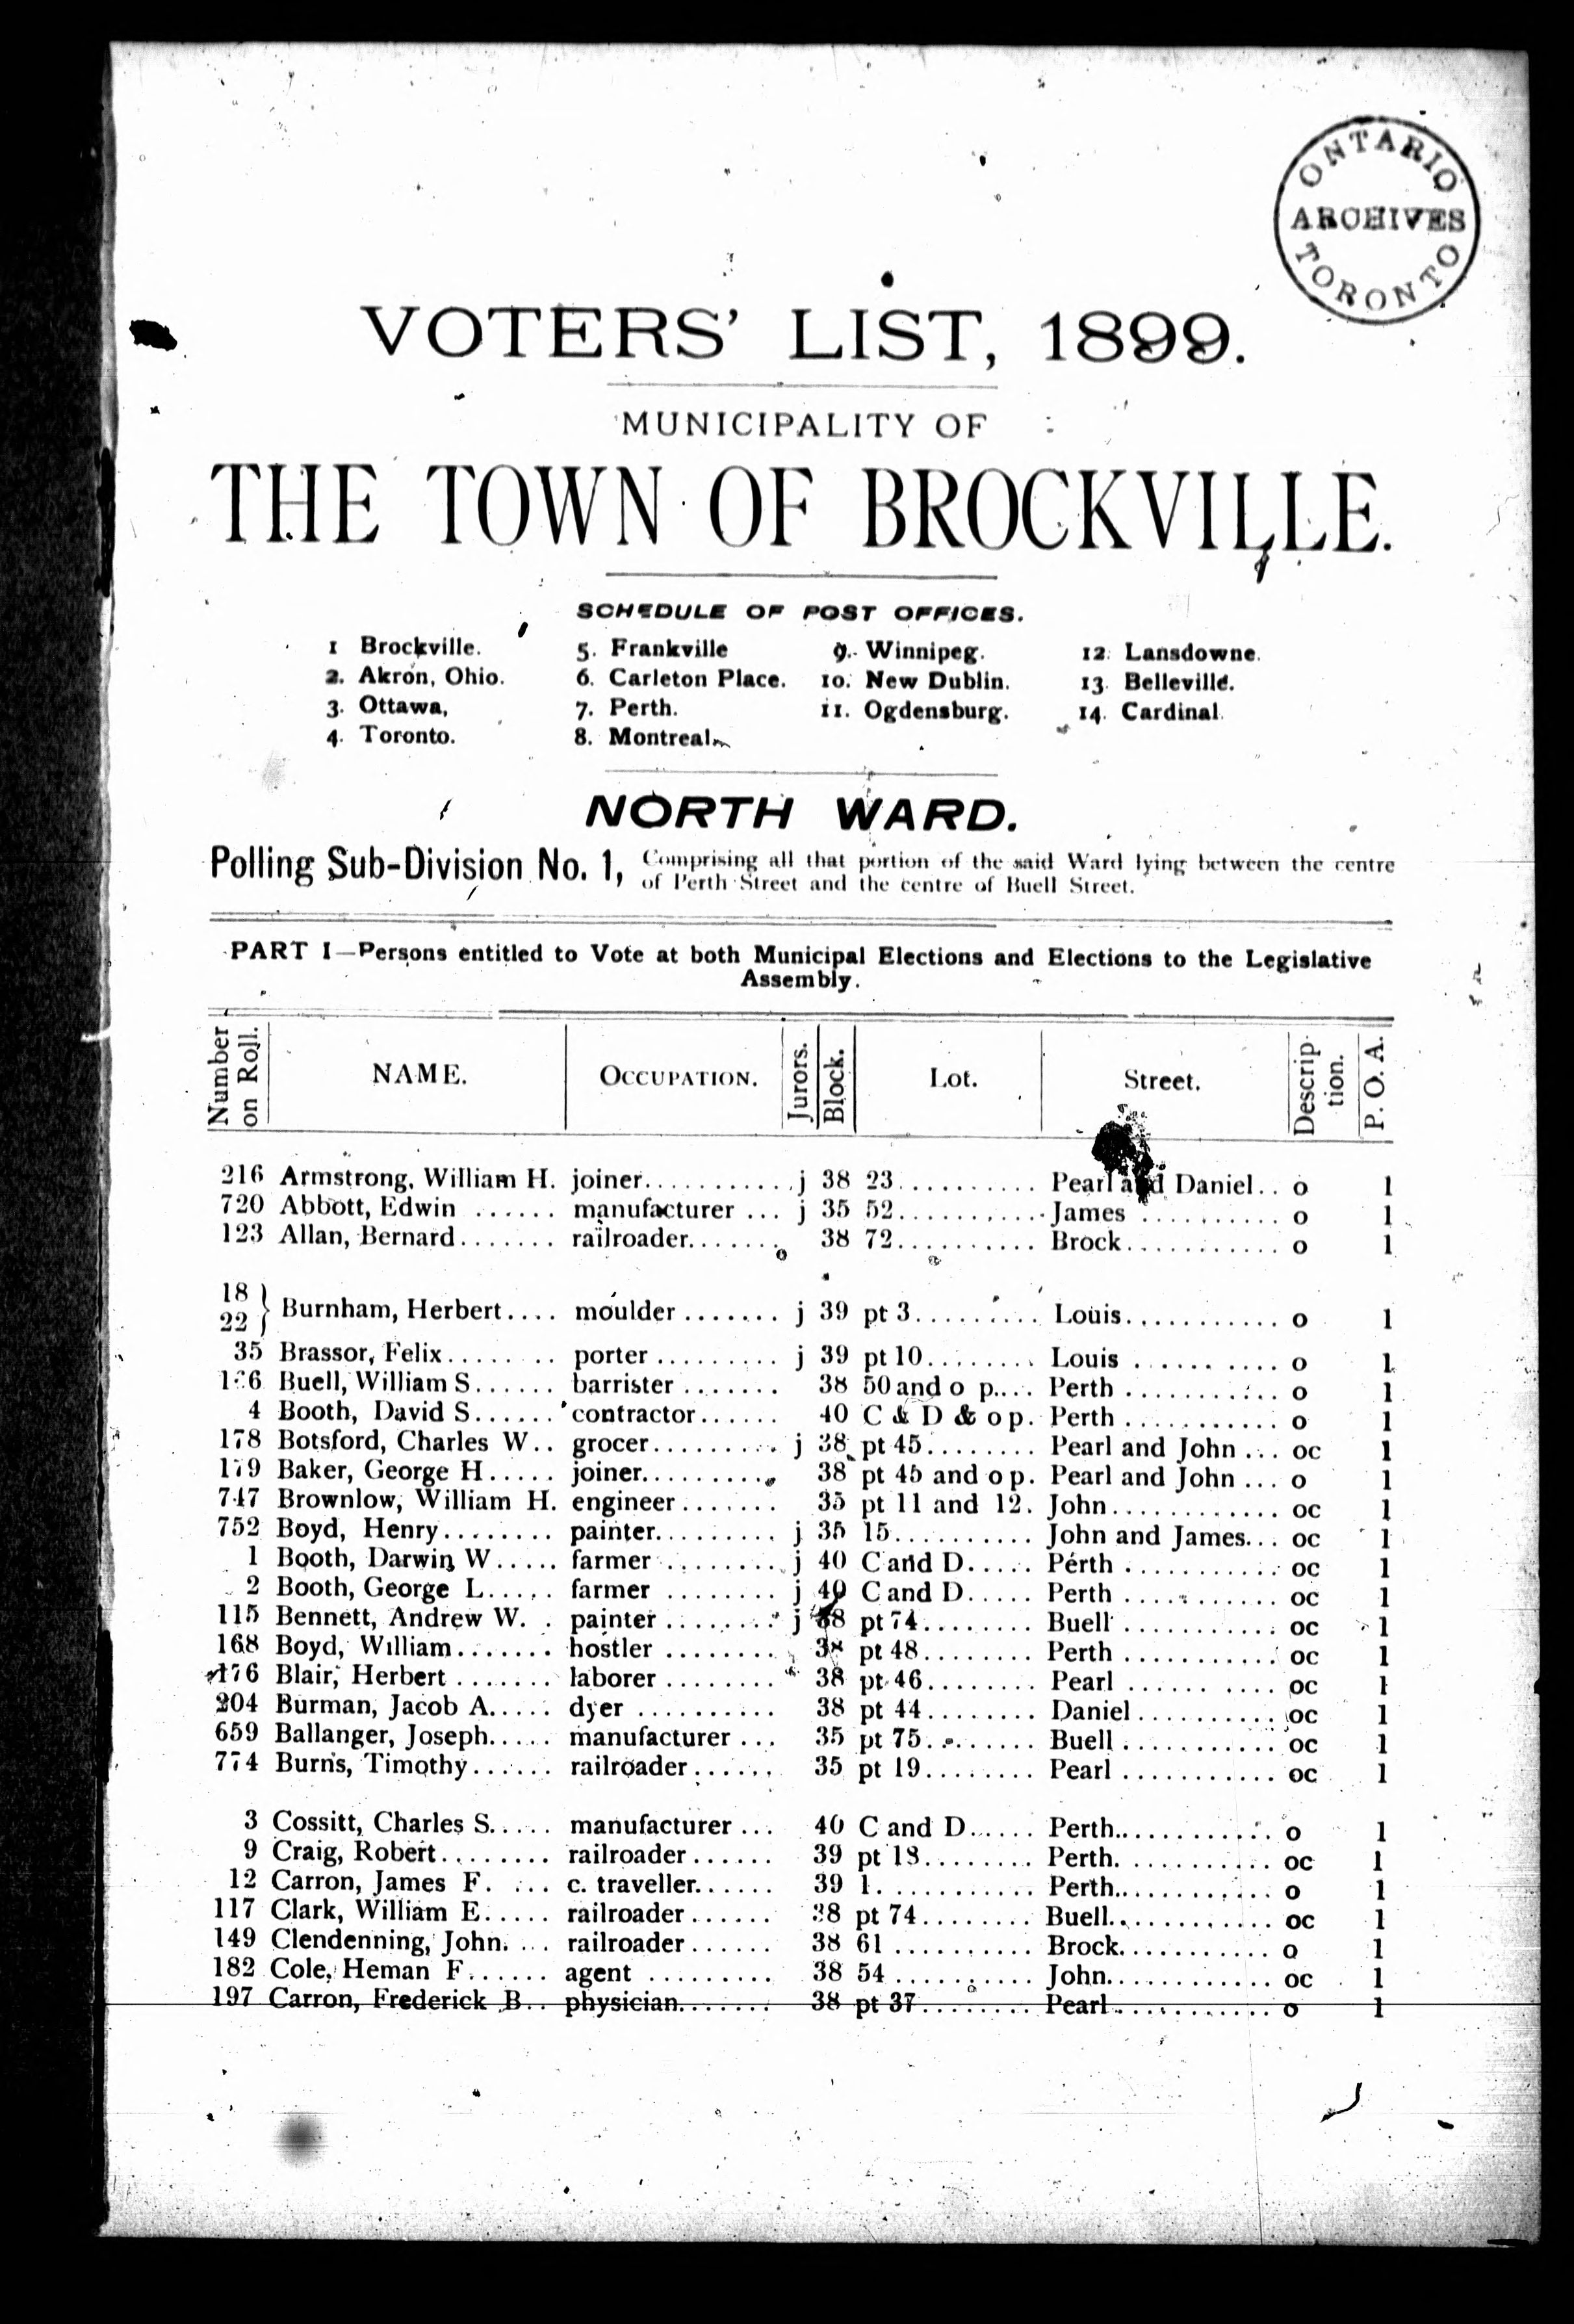 ONTARIO
ARCHIVES
TORONTO
VOTERS' LIST, 1899.
MUNICIPALITY OF
THE TOWN OF BROCKVILLE.
SCHEDULE OF POST OFFICES.
1 Brockville. 5. Frankville 9. Winnipeg. 12. Lansdowne.
2. Akron, Ohio. 6. Carleton Place. 10. New Dublin. 13. Belleville.
3. Ottawa, 7. Perth. 11. Ogdensburg. 14. Cardinal.
4. Toronto. 8. Montreal.
NORTH WARD.
Polling Sub-Division No. 1, Comprising all that portion of the said Ward lying between the centre
of Perth Street and the centre of Buell Street.
PART I—Persons entitled to Vote at both Municipal Elections and Elections to the Legislative
Assembly.
Number on Roll. NAME. OCCUPATION. Jurors. Block. Lot. Street. Description. P. O. A.
216 Armstrong, William H. joiner............ j 38 23........... Pearl and Daniel.. o 1
720 Abbott, Edwin ...... manufacturer ... j 35 52........... James ........... o 1
123 Allan, Bernard....... railroader....... 38 72........... Brock............ o 1
18 } 22 } Burnham, Herbert.... moulder ....... j 39 pt 3.......... Louis............ o 1
35 Brassor, Felix........ porter ......... j 39 pt 10........ Louis ........... o 1
Buell, William S...... barrister ....... 38 50 and o p.... Perth ........... o 1
4 Booth, David S...... contractor...... 40 C & D & o p. Perth ........... o 1
178 Botsford, Charles W.. grocer.......... j 38 pt 45........ Pearl and John ... oc 1
179 Baker, George H..... joiner.......... 38 pt 45 and o p. Pearl and John ... o 1
747 Brownlow, William H. engineer....... 35 pt 11 and 12. John............. oc 1
752 Boyd, Henry........ painter.......... j 35 15........... John and James... oc 1
1 Booth, Darwin W..... farmer ......... j 40 C and D..... Perth ........... oc 1
2 Booth, George L..... farmer ......... j 40 C and D..... Perth ........... oc 1
115 Bennett, Andrew W. . painter ......... j 38 pt 74........ Buell ........... oc 1
168 Boyd, William....... hostler ........ 38 pt 48........ Perth ........... oc 1
176 Blair, Herbert ....... laborer ........ 38 pt 46........ Pearl ........... oc 1
204 Burman, Jacob A..... dyer .......... 38 pt 44........ Daniel........... oc 1
659 Ballanger, Joseph..... manufacturer ... 35 pt 75........ Buell ........... oc 1
774 Burns, Timothy...... railroader...... 35 pt 19........ Pearl ........... oc 1
3 Cossitt, Charles S..... manufacturer ... 40 C and D...... Perth............ o 1
9 Craig, Robert........ railroader...... 39 pt 18........ Perth. .......... oc 1
12 Carron, James F. ... c. traveller...... 39 1. .......... Perth............ o 1
117 Clark, William E..... railroader...... 38 pt 74........ Buell............ oc 1
149 Clendenning, John. ... railroader...... 38 61 .......... Brock............ o 1
182 Cole, Heman F...... agent ......... 38 54 .......... John............. oc 1
197 Carron, Frederick B.. physician....... 38 pt 37........ Pearl............ o 1